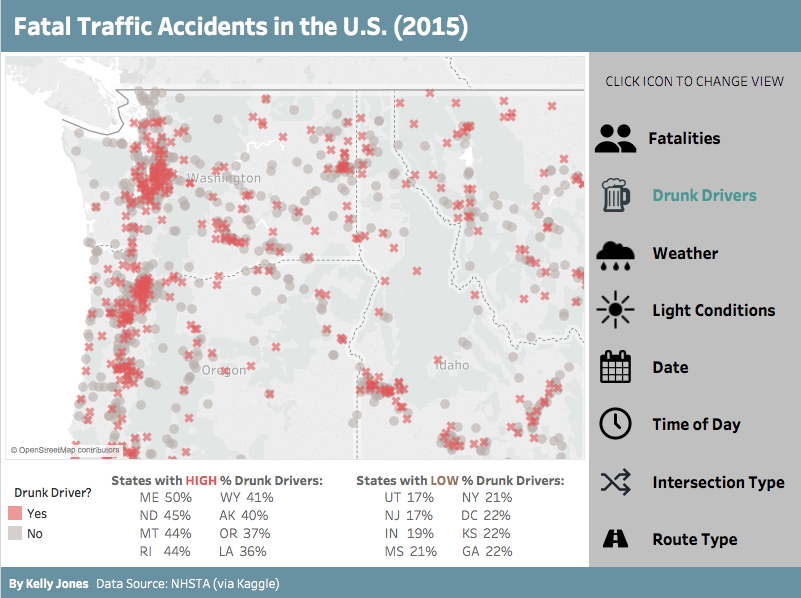 Fatal Traffic Accidents in the U.S. (2015)
CLICK ICON TO CHANGE VIEW
Fatalities
Drunk Drivers
Weather
Light Conditions
Date
Time of Day
Intersection Type
Route Type
Washington
Oregon
Idaho
© OpenStreetMap contributors
Drunk Driver?
Yes
No
States with HIGH % Drunk Drivers:
ME 50% WY 41%
ND 45% AK 40%
MT 44% OR 37%
RI 44% LA 36%
States with LOW % Drunk Drivers:
UT 17% NY 21%
NJ 17% DC 22%
IN 19% KS 22%
MS 21% GA 22%
By Kelly Jones Data Source: NHSTA (via Kaggle)